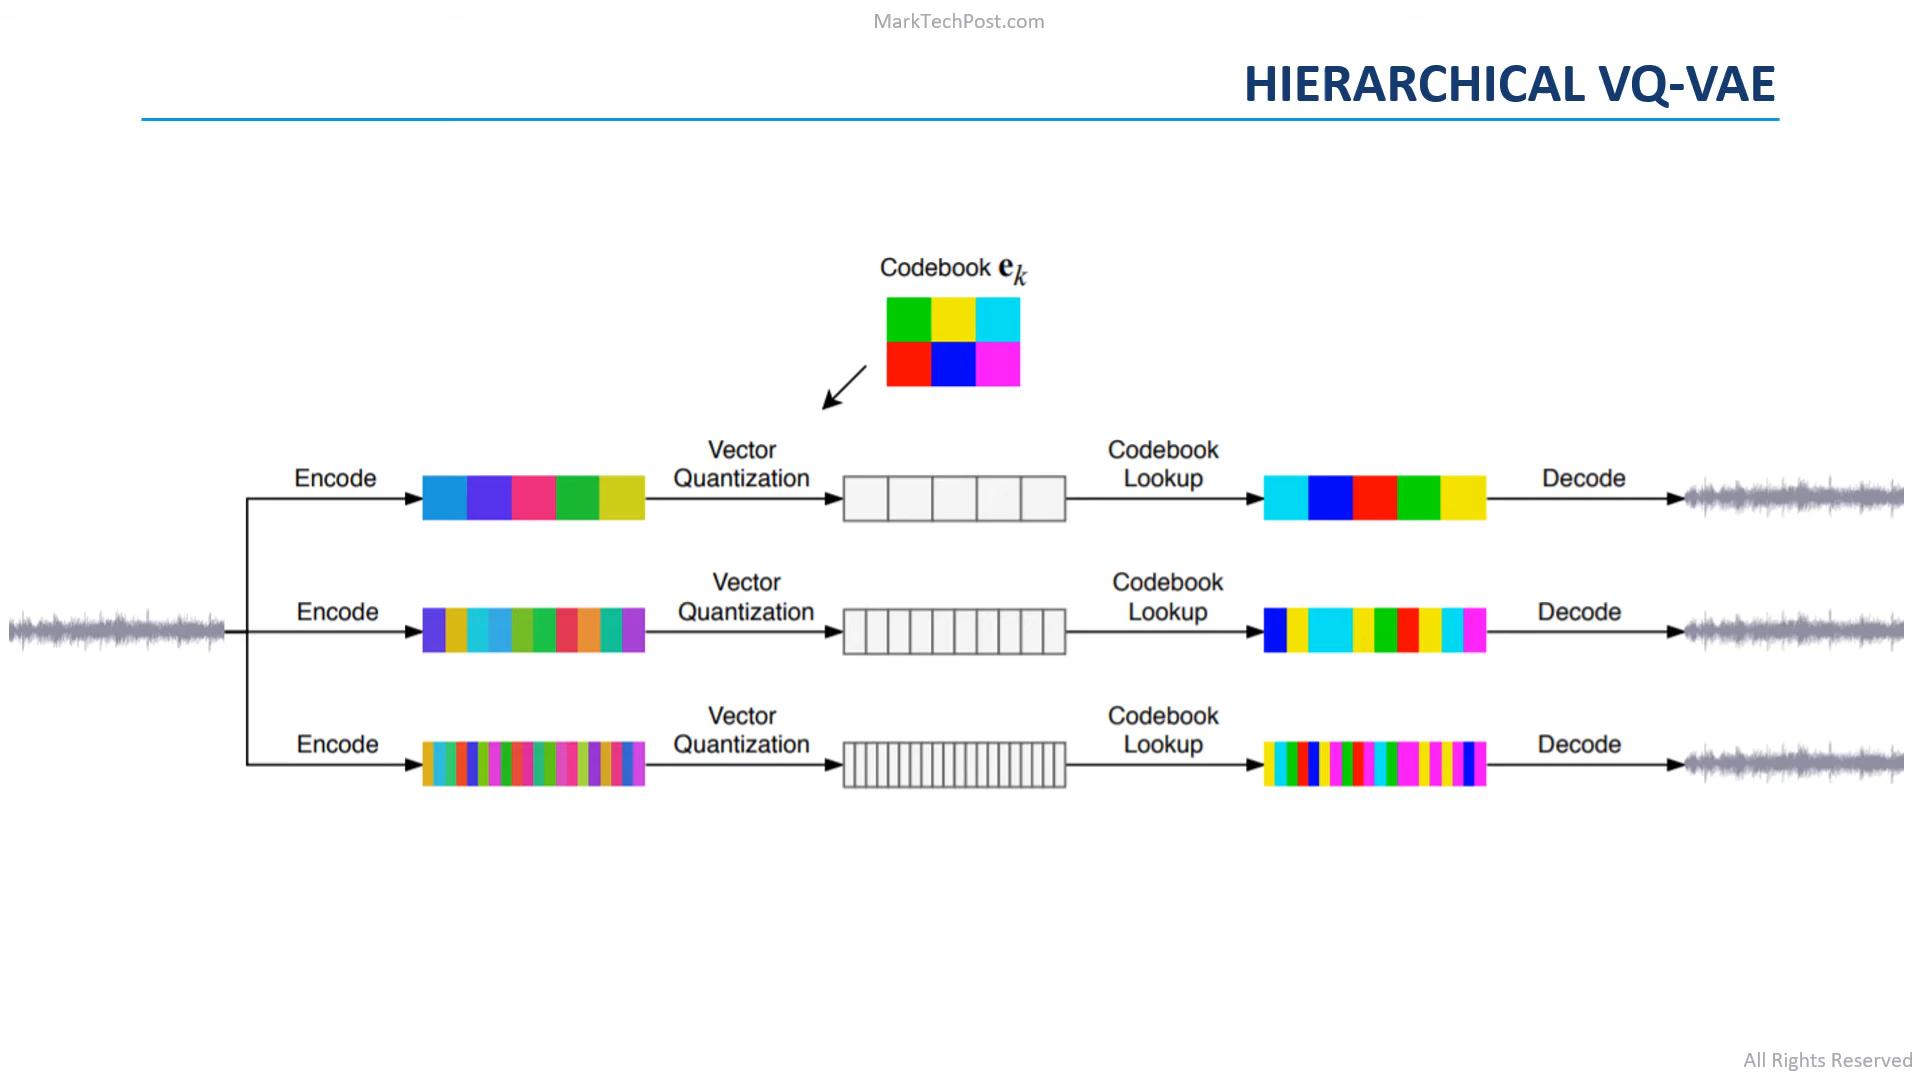 MarkTechPost.com
HIERARCHICAL VQ-VAE
Codebook eₖ
Encode
Vector
Quantization
Codebook
Lookup
Decode
Encode
Vector
Quantization
Codebook
Lookup
Decode
Encode
Vector
Quantization
Codebook
Lookup
Decode
All Rights Reserved